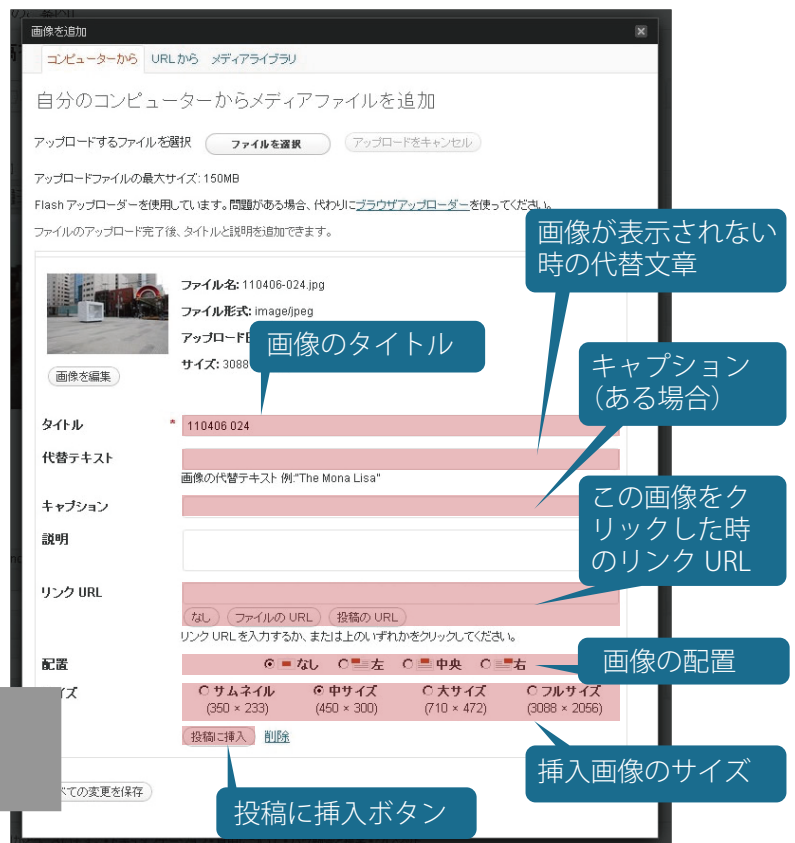 画像を追加
コンピューターから URLから メディアライブラリ
自分のコンピューターからメディアファイルを追加
アップロードするファイルを選択 ファイルを選択 アップロードをキャンセル
アップロードファイルの最大サイズ: 150MB
Flash アップローダーを使用しています。問題がある場合、代わりにブラウザアップローダーを使ってください。
ファイルのアップロード完了後、タイトルと説明を追加できます。
画像が表示されない
時の代替文章
ファイル名: 110406-024.jpg
ファイル形式: image/jpeg
アップロード
サイズ: 3088
画像を編集
画像のタイトル
キャプション
(ある場合)
タイトル * 110406 024
代替テキスト
画像の代替テキスト 例:"The Mona Lisa"
キャプション
この画像をク
リックした時
のリンク URL
説明
リンク URL
なし ファイルの URL 投稿の URL
リンク URL を入力するか、または上のいずれかをクリックしてください。
配置 なし 左 中央 右
画像の配置
イズ サムネイル 中サイズ 大サイズ フルサイズ
(350 × 233) (450 × 300) (710 × 472) (3088 × 2056)
投稿に挿入 削除
挿入画像のサイズ
べての変更を保存
投稿に挿入ボタン